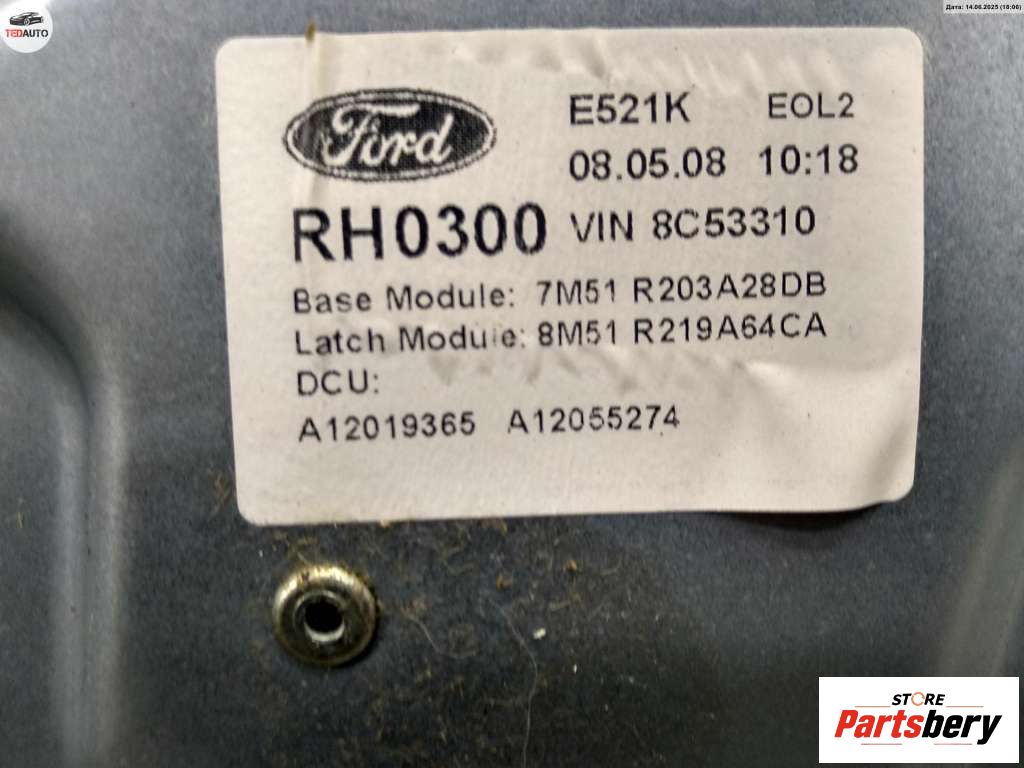 TEDAUTO
Дата: 14.06.2025 (18:06)
Ford
E521K EOL2
08.05.08 10:18
RH0300 VIN 8C53310
Base Module: 7M51 R203A28DB
Latch Module: 8M51 R219A64CA
DCU:
A12019365 A12055274
STORE
Partsbery